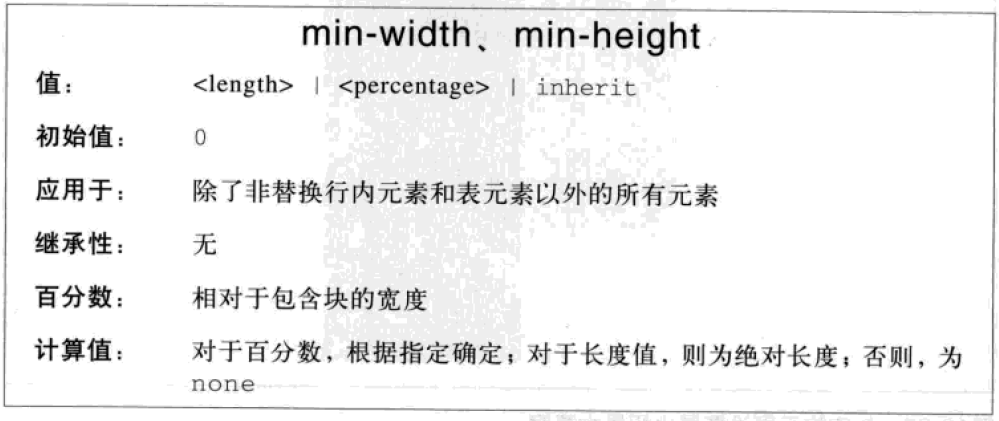 min-width、min-height
值： <length> | <percentage> | inherit
初始值： 0
应用于： 除了非替换行内元素和表元素以外的所有元素
继承性： 无
百分数： 相对于包含块的宽度
计算值： 对于百分数，根据指定确定；对于长度值，则为绝对长度；否则，为
none